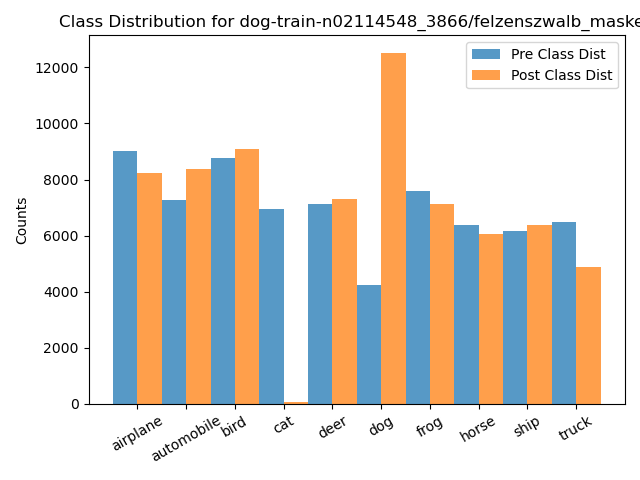 Class Distribution for dog-train-n02114548_3866/felzenszwalb_maske
Pre Class Dist
Post Class Dist
12000
10000
8000
6000
4000
2000
0
Counts
airplane
automobile
bird
cat
deer
dog
frog
horse
ship
truck